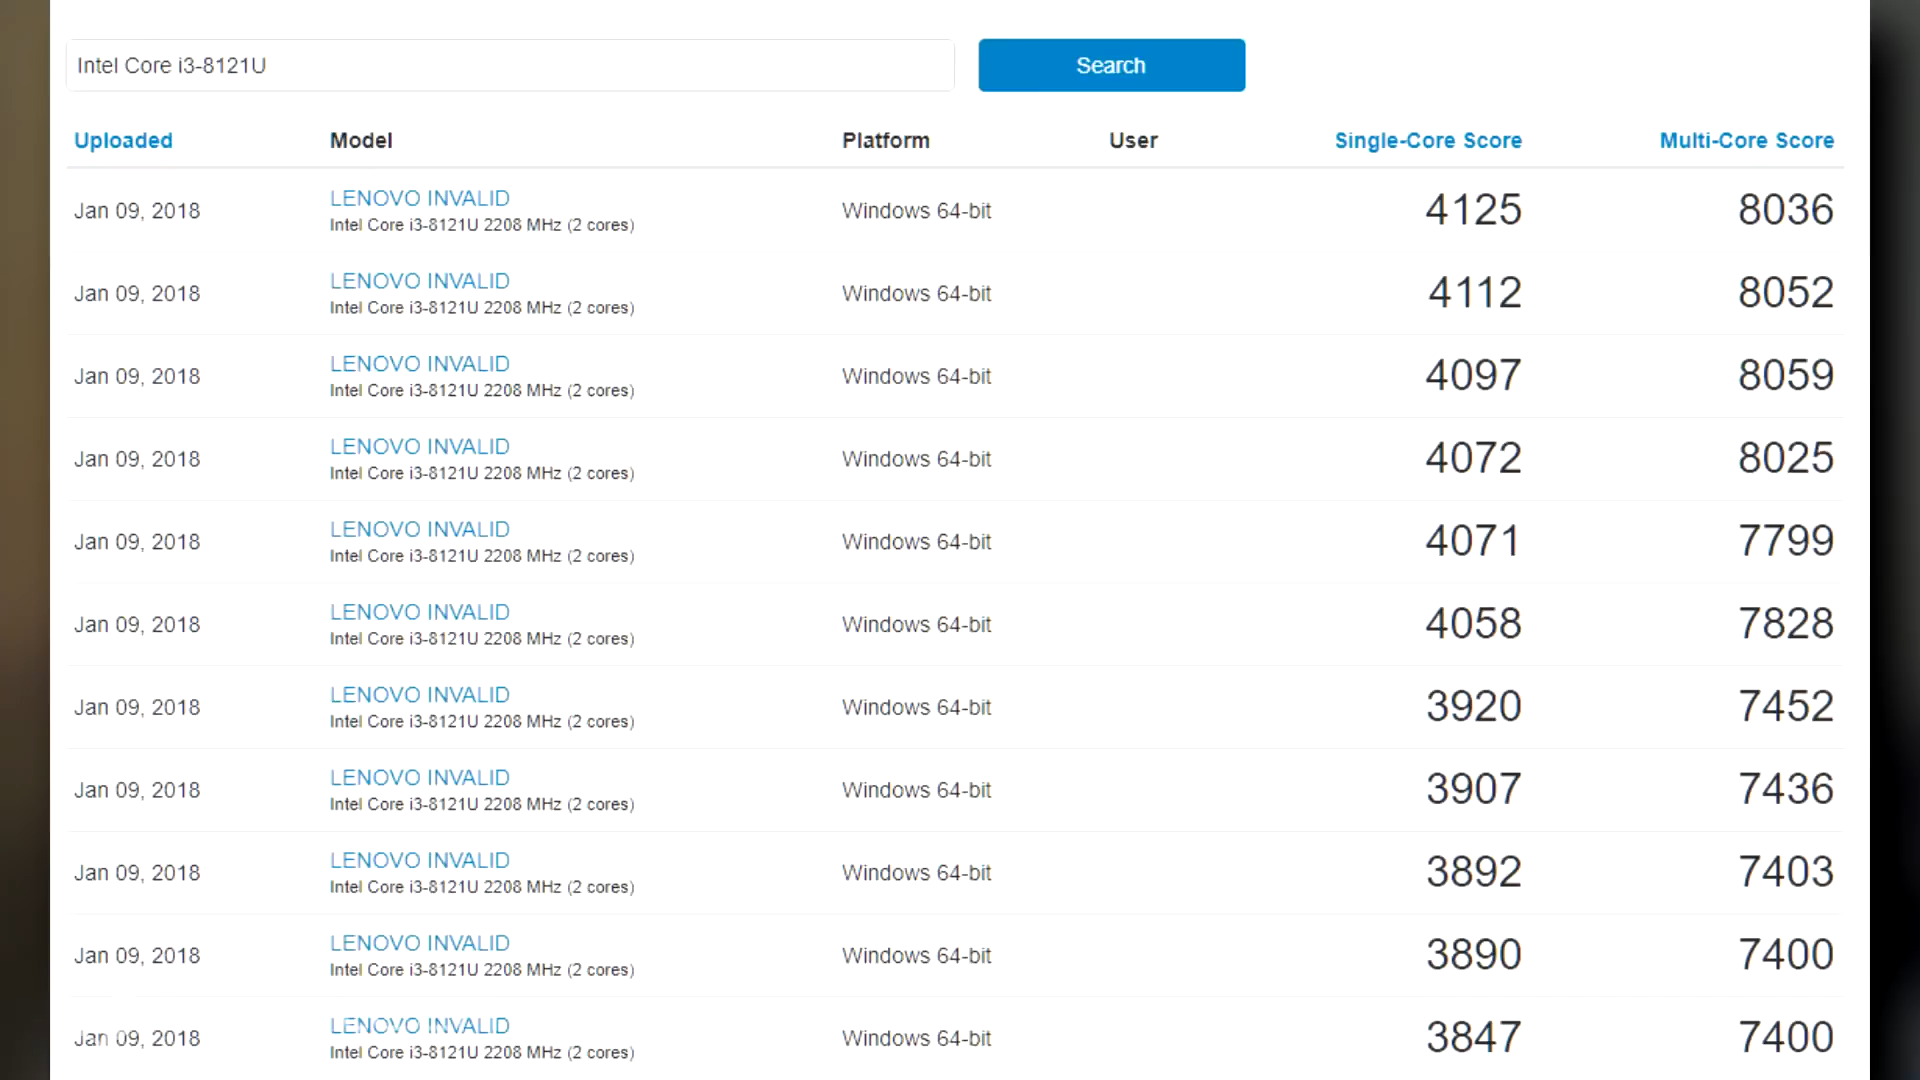 Intel Core i3-8121U Search
Uploaded Model Platform User Single-Core Score Multi-Core Score
LENOVO INVALID
Jan 09, 2018 Windows 64-bit 4125 8036
Intel Core i3-8121U 2208 MHz (2 cores)
LENOVO INVALID
Jan 09, 2018 Windows 64-bit 4112 8052
Intel Core i3-8121U 2208 MHz (2 cores)
LENOVO INVALID
Jan 09, 2018 Windows 64-bit 4097 8059
Intel Core i3-8121U 2208 MHz (2 cores)
LENOVO INVALID
Jan 09, 2018 Windows 64-bit 4072 8025
Intel Core i3-8121U 2208 MHz (2 cores)
LENOVO INVALID
Jan 09, 2018 Windows 64-bit 4071 7799
Intel Core i3-8121U 2208 MHz (2 cores)
LENOVO INVALID
Jan 09, 2018 Windows 64-bit 4058 7828
Intel Core i3-8121U 2208 MHz (2 cores)
LENOVO INVALID
Jan 09, 2018 Windows 64-bit 3920 7452
Intel Core i3-8121U 2208 MHz (2 cores)
LENOVO INVALID
Jan 09, 2018 Windows 64-bit 3907 7436
Intel Core i3-8121U 2208 MHz (2 cores)
LENOVO INVALID
Jan 09, 2018 Windows 64-bit 3892 7403
Intel Core i3-8121U 2208 MHz (2 cores)
LENOVO INVALID
Jan 09, 2018 Windows 64-bit 3890 7400
Intel Core i3-8121U 2208 MHz (2 cores)
LENOVO INVALID
Jan 09, 2018 Windows 64-bit 3847 7400
Intel Core i3-8121U 2208 MHz (2 cores)